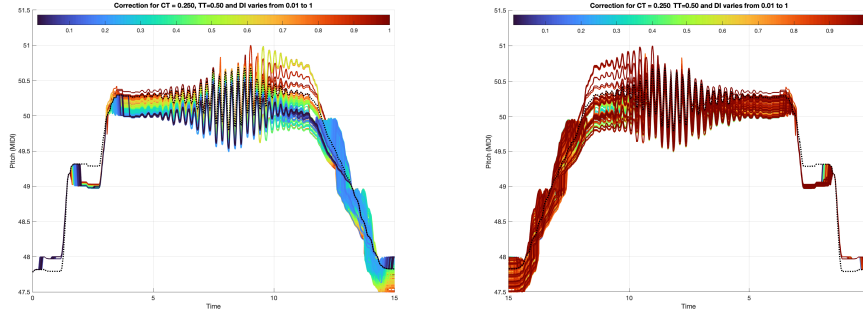 Correction for CT = 0.250, TT=0.50 and DI varies from 0.01 to 1
0.1 0.2 0.3 0.4 0.5 0.6 0.7 0.8 0.9 1
51.5
51
50.5
50
49.5
49
48.5
48
47.5
Pitch (MIDI)
0 5 10 15
Time
Correction for CT = 0.250, TT=0.50 and DI varies from 0.01 to 1
0.1 0.2 0.3 0.4 0.5 0.6 0.7 0.8 0.9
51.5
51
50.5
50
49.5
49
48.5
48
47.5
Pitch (MIDI)
15 10 5
Time